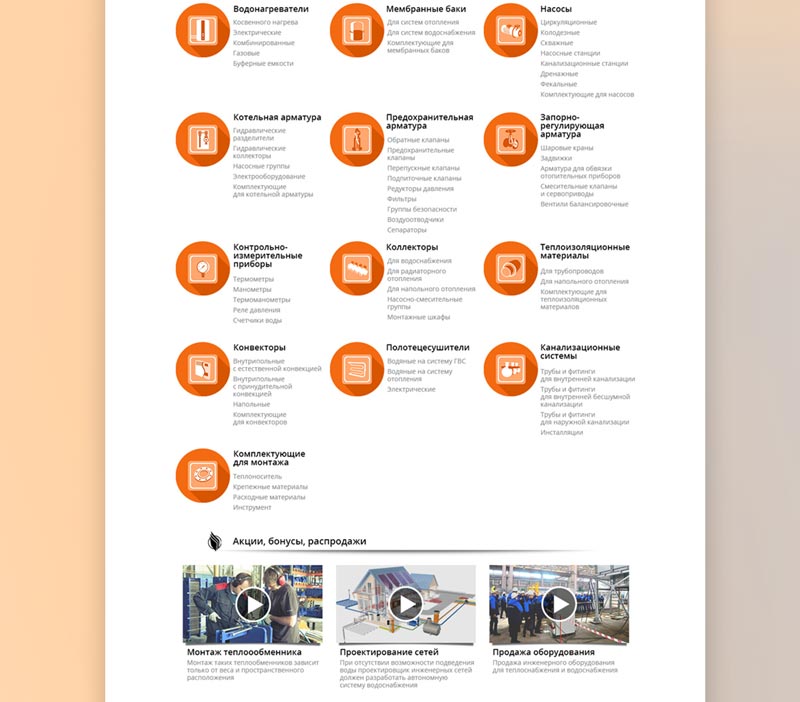 Водонагреватели
Косвенного нагрева
Электрические
Комбинированные
Газовые
Буферные емкости
Мембранные баки
Для систем отопления
Для систем водоснабжения
Комплектующие для
мембранных баков
Насосы
Циркуляционные
Колодезные
Скважные
Насосные станции
Канализационные станции
Дренажные
Фекальные
Комплектующие для насосов
Котельная арматура
Гидравлические
разделители
Гидравлические
коллекторы
Насосные группы
Электрооборудование
Комплектующие
для котельной арматуры
Предохранительная
арматура
Обратные клапаны
Предохранительные
клапаны
Перепускные клапаны
Подпиточные клапаны
Редукторы давления
Фильтры
Группы безопасности
Воздуоотводчики
Сепараторы
Запорно-
регулирующая
арматура
Шаровые краны
Задвижки
Арматура для обвязки
отопительных приборов
Смесительные клапаны
и сервоприводы
Вентили балансировочные
Контрольно-
измерительные
приборы
Термометры
Манометры
Термоманометры
Реле давления
Счетчики воды
Коллекторы
Для водоснабжения
Для радиаторного
отопления
Для напольного отопления
Насосно-смесительные
группы
Монтажные шкафы
Теплоизоляционные
материалы
Для трубопроводов
Для напольного отопления
Комплектующие для
теплоизоляционных
материалов
Конвекторы
Внутрипольные
с естественной конвекцией
Внутрипольные
с принудительной
конвекцией
Напольные
Комплектующие
для конвекторов
Полотецесушители
Водяные на систему ГВС
Водяные на систему
отопления
Электрические
Канализационные
системы
Трубы и фитинги
для внутренней канализации
Трубы и фитинги
для внутренней бесшумной
канализации
Трубы и фитинги
для наружной канализации
Инсталляции
Комплектующие
для монтажа
Теплоноситель
Крепежные материалы
Расходные материалы
Инструмент
Акции, бонусы, распродажи
Монтаж теплоообменника
Монтаж таких теплообменников зависит
только от веса и пространственного
расположения
Проектирование сетей
При отсутствии возможности подведения
воды проектировщик инженерных сетей
должен разработать автономную
систему водоснабжения
Продажа оборудования
Продажа инженерного оборудования
для теплоснабжения и водоснабжения